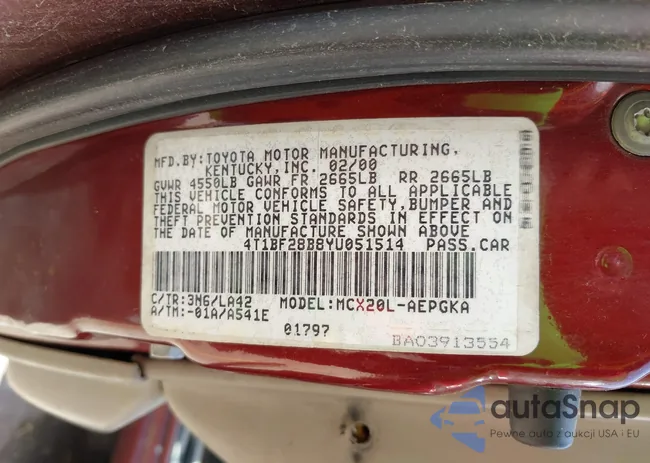 MFD.BY:TOYOTA MOTOR MANUFACTURING,
KENTUCKY,INC. 02/00
GVWR 4550LB GAWR FR 2665LB RR 2665LB
THIS VEHICLE CONFORMS TO ALL APPLICABLE
FEDERAL MOTOR VEHICLE SAFETY,BUMPER AND
THEFT PREVENTION STANDARDS IN EFFECT ON
THE DATE OF MANUFACTURE SHOWN ABOVE
4T1BF28B8YU051514 PASS.CAR
C/TR:3N6/LA42 MODEL:MCX20L-AEPGKA
A/TM:-01A/A541E
01797
BA03913554
autaSnap
Pewne auta z aukcji USA i EU